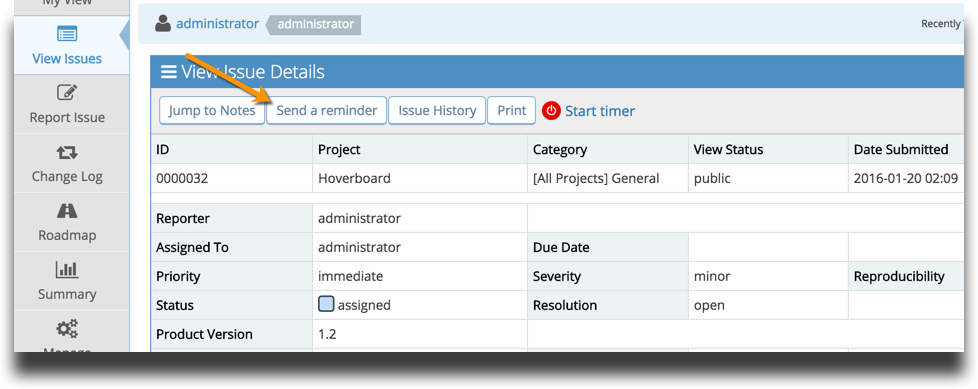 My View
administrator administrator Recently
View Issues
View Issue Details
Report Issue
Jump to Notes Send a reminder Issue History Print Start timer
Change Log
ID Project Category View Status Date Submitted
0000032 Hoverboard [All Projects] General public 2016-01-20 02:09
Roadmap
Reporter administrator
Assigned To administrator Due Date
Priority immediate Severity minor Reproducibility
Summary
Status assigned Resolution open
Product Version 1.2
Manage